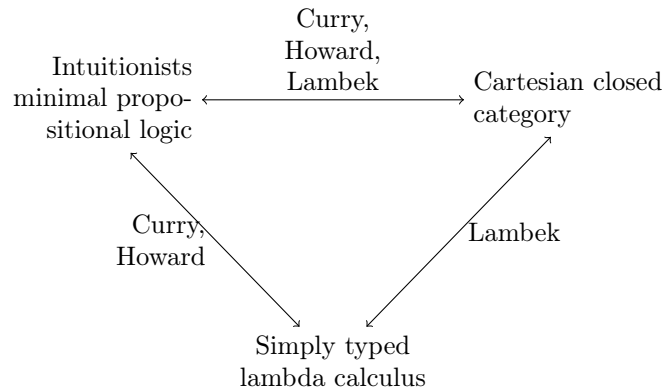 Curry,
Howard,
Lambek
Intuitionists
minimal propo-
sitional logic
Cartesian closed
category
Curry,
Howard
Lambek
Simply typed
lambda calculus